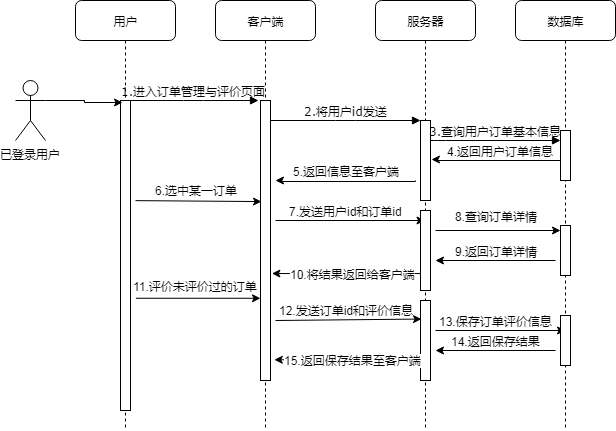 用户
客户端
服务器
数据库
已登录用户
1.进入订单管理与评价页面
2.将用户id发送
3.查询用户订单基本信息
4.返回用户订单信息
5.返回信息至客户端
6.选中某一订单
7.发送用户id和订单id
8.查询订单详情
9.返回订单详情
10.将结果返回给客户端
11.评价未评价过的订单
12.发送订单id和评价信息
13.保存订单评价信息
14.返回保存结果
15.返回保存结果至客户端